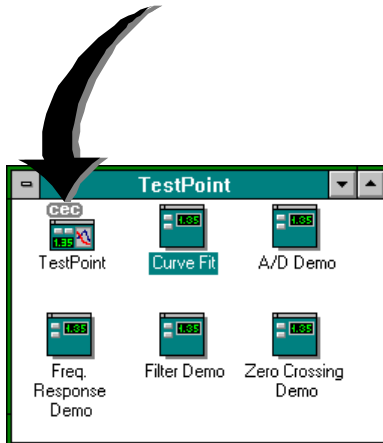 TestPoint
cec
1.35
1.35
1.35
TestPoint
Curve Fit
A/D Demo
1.35
1.35
1.35
Freq.
Response
Demo
Filter Demo
Zero Crossing
Demo